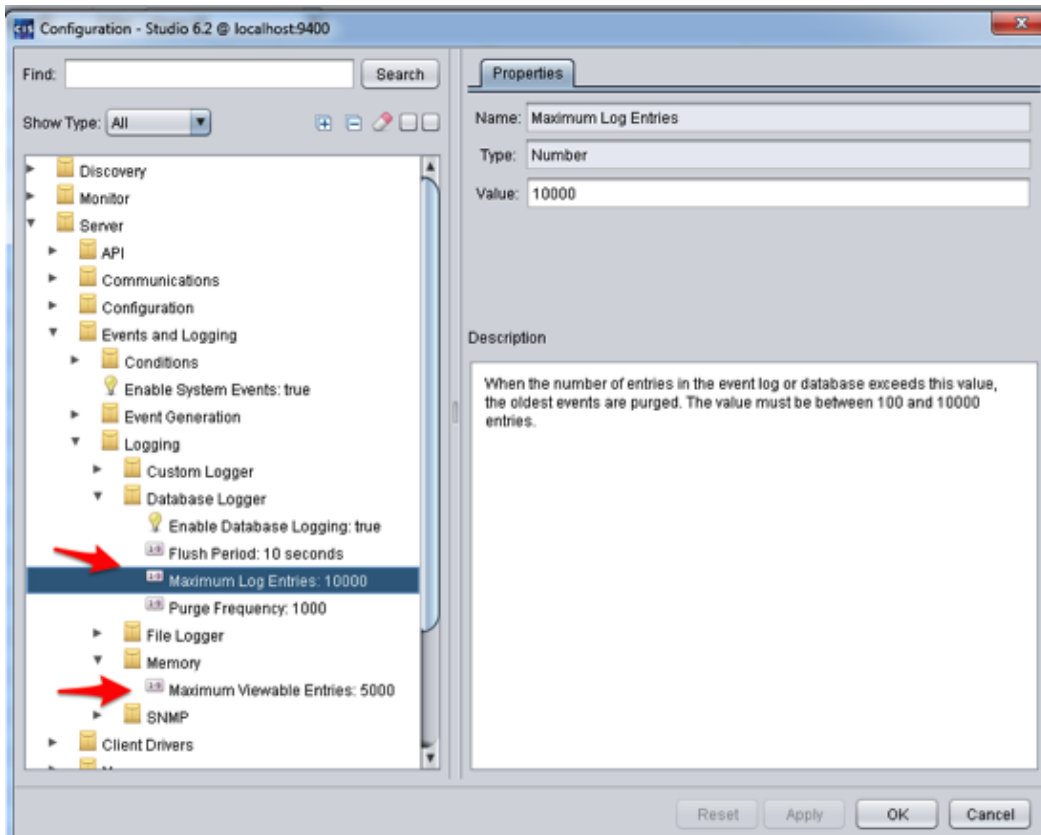 Configuration - Studio 6.2 @ localhost:9400
Find:
Search
Show Type: All
Discovery
Monitor
Server
API
Communications
Configuration
Events and Logging
Conditions
Enable System Events: true
Event Generation
Logging
Custom Logger
Database Logger
Enable Database Logging: true
Flush Period: 10 seconds
Maximum Log Entries: 10000
Purge Frequency: 1000
File Logger
Memory
Maximum Viewable Entries: 5000
SNMP
Client Drivers
Properties
Name: Maximum Log Entries
Type: Number
Value: 10000
Description
When the number of entries in the event log or database exceeds this value,
the oldest events are purged. The value must be between 100 and 10000
entries.
Reset
Apply
OK
Cancel